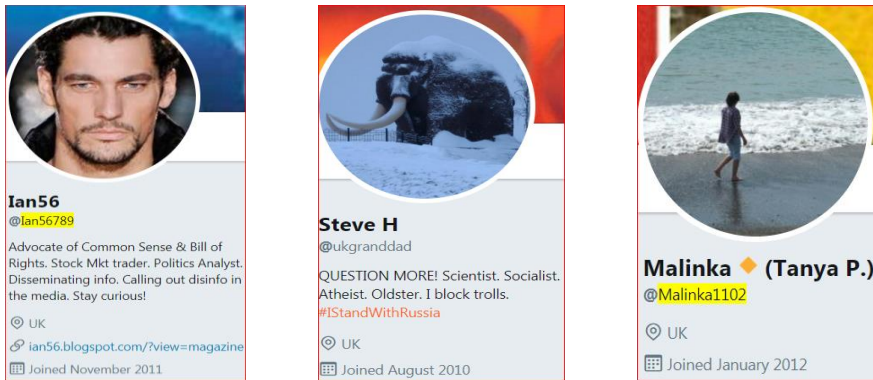 Ian56
@Ian56789
Advocate of Common Sense & Bill of
Rights. Stock Mkt trader. Politics Analyst.
Disseminating info. Calling out disinfo in
the media. Stay curious!
UK
ian56.blogspot.com/?view=magazine
Joined November 2011
Steve H
@ukgranddad
QUESTION MORE! Scientist. Socialist.
Atheist. Oldster. I block trolls.
#IStandWithRussia
UK
Joined August 2010
Malinka 🔸 (Tanya P.)
@Malinka1102
UK
Joined January 2012